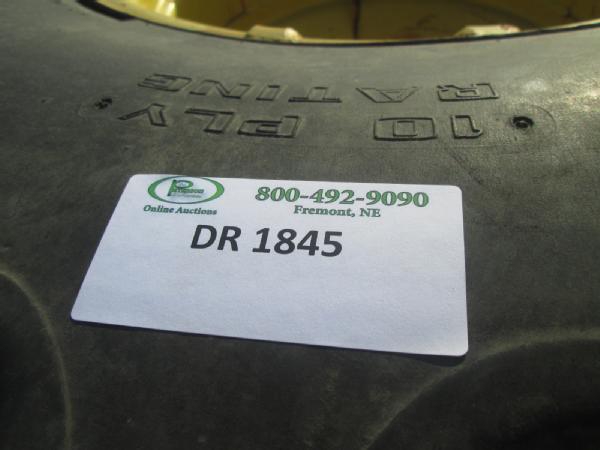 10 PLY
RATING
800-492-9090
Online Auctions
Fremont, NE
DR 1845